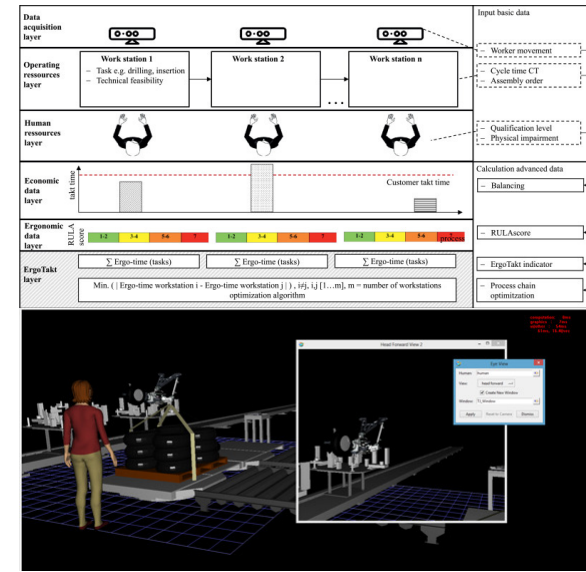 Data
acquisition
layer
Input basic data
– Worker movement
Operating
ressources
layer
Work station 1
– Task e.g. drilling, insertion
– Technical feasibility
Work station 2
...
Work station n
– Cycle time CT
– Assembly order
Human
ressources
layer
– Qualification level
– Physical impairment
Economic
data
layer
takt time
Customer takt time
Calculation advanced data
– Balancing
Ergonomic
data
layer
RULA
score
1-2 3-4 5-6 7
1-2 3-4 5-6 7
1-2 3-4 5-6 7
process
– RULAscore
ErgoTakt
layer
∑ Ergo-time (tasks)
∑ Ergo-time (tasks)
∑ Ergo-time (tasks)
– ErgoTakt indicator
Min. ( | Ergo-time workstation i - Ergo-time workstation j | ) , i≠j, i,j [1…m], m = number of workstations
optimization algorithm
– Process chain
optimitzation
Head Forward View 2
Eye View
Human: human
View: head forward
Create New Window
Window:
Apply
Dismiss